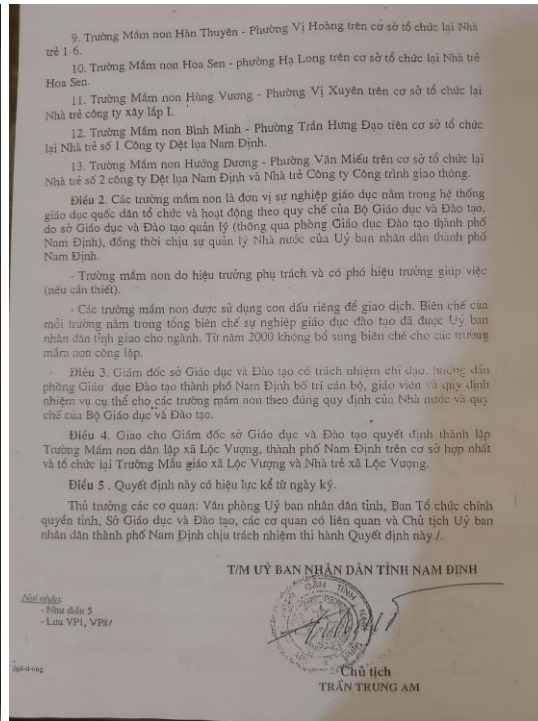 9. Trường Mầm non Hàn Thuyên - Phường Vị Hoàng trên cơ sở tổ chức lại Nhà
trẻ 1-6.
10. Trường Mầm non Hoa Sen - phường Hạ Long trên cơ sở tổ chức lại Nhà trẻ
Hoa Sen.
11. Trường Mầm non Hùng Vương - Phường Vị Xuyên trên cơ sở tổ chức lại
Nhà trẻ công ty xây lắp I.
12. Trường Mầm non Bình Minh - Phường Trần Hưng Đạo trên cơ sở tổ chức
lại Nhà trẻ số 1 Công ty Dệt lụa Nam Định.
13. Trường Mầm non Hướng Dương - Phường Văn Miếu trên cơ sở tổ chức lại
Nhà trẻ số 2 công ty Dệt lụa Nam Định và Nhà trẻ Công ty Công trình giao thông.
Điều 2. Các trường mầm non là đơn vị sự nghiệp giáo dục nằm trong hệ thống
giáo dục quốc dân tổ chức và hoạt động theo quy chế của Bộ Giáo dục và Đào tạo,
do sở Giáo dục và Đào tạo quản lý (thông qua phòng Giáo dục Đào tạo thành phố
Nam Định), đồng thời chịu sự quản lý Nhà nước của Uỷ ban nhân dân thành phố
Nam Định.
- Trường mầm non do hiệu trưởng phụ trách và có phó hiệu trưởng giúp việc
(nếu cần thiết).
- Các trường mầm non được sử dụng con dấu riêng để giao dịch. Biên chế của
mỗi trường nằm trong tổng biên chế sự nghiệp giáo dục đào tạo đã được Uỷ ban
nhân dân tỉnh giao cho ngành. Từ năm 2000 không bổ sung biên chế cho các trường
mầm non công lập.
Điều 3. Giám đốc sở Giáo dục và Đào tạo có trách nhiệm chỉ đạo, hướng dẫn
phòng Giáo dục Đào tạo thành phố Nam Định bố trí cán bộ, giáo viên và quy định
nhiệm vụ cụ thể cho các trường mầm non theo đúng quy định của Nhà nước và quy
chế của Bộ Giáo dục và Đào tạo.
Điều 4. Giao cho Giám đốc sở Giáo dục và Đào tạo quyết định thành lập
Trường Mầm non dân lập xã Lộc Vượng, thành phố Nam Định trên cơ sở hợp nhất
và tổ chức lại Trường Mẫu giáo xã Lộc Vượng và Nhà trẻ xã Lộc Vượng.
Điều 5. Quyết định này có hiệu lực kể từ ngày ký.
Thủ trưởng các cơ quan: Văn phòng Uỷ ban nhân dân tỉnh, Ban Tổ chức chính
quyền tỉnh, Sở Giáo dục và Đào tạo, các cơ quan có liên quan và Chủ tịch Uỷ ban
nhân dân thành phố Nam Định chịu trách nhiệm thi hành Quyết định này./.
T/M UỶ BAN NHÂN DÂN TỈNH NAM ĐỊNH
Nơi nhận:
- Như điều 5
- Lưu VP1, VP8/
Chủ tịch
TRẦN TRUNG AM